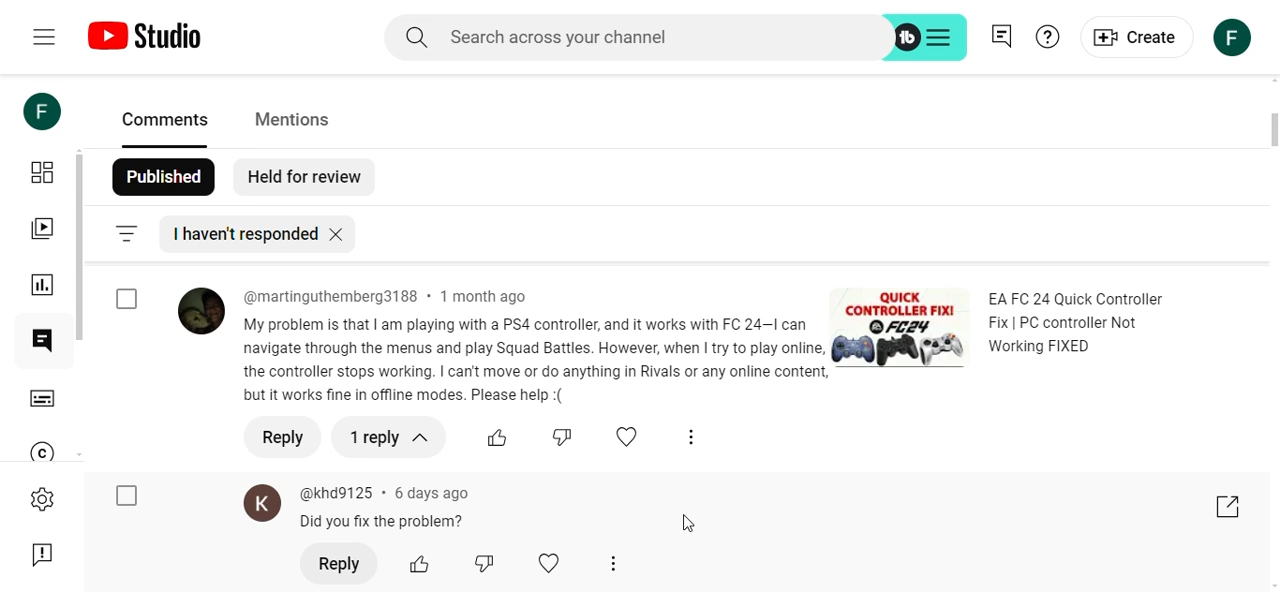 Studio
Search across your channel
Create
F
F
Comments
Mentions
Published
Held for review
I haven't responded
@martinguthemberg3188 • 1 month ago
My problem is that I am playing with a PS4 controller, and it works with FC 24—I can
navigate through the menus and play Squad Battles. However, when I try to play online,
the controller stops working. I can't move or do anything in Rivals or any online content,
but it works fine in offline modes. Please help :(
QUICK
CONTROLLER FIX!
FC24
EA FC 24 Quick Controller
Fix | PC controller Not
Working FIXED
Reply
1 reply
K
@khd9125 • 6 days ago
Did you fix the problem?
Reply